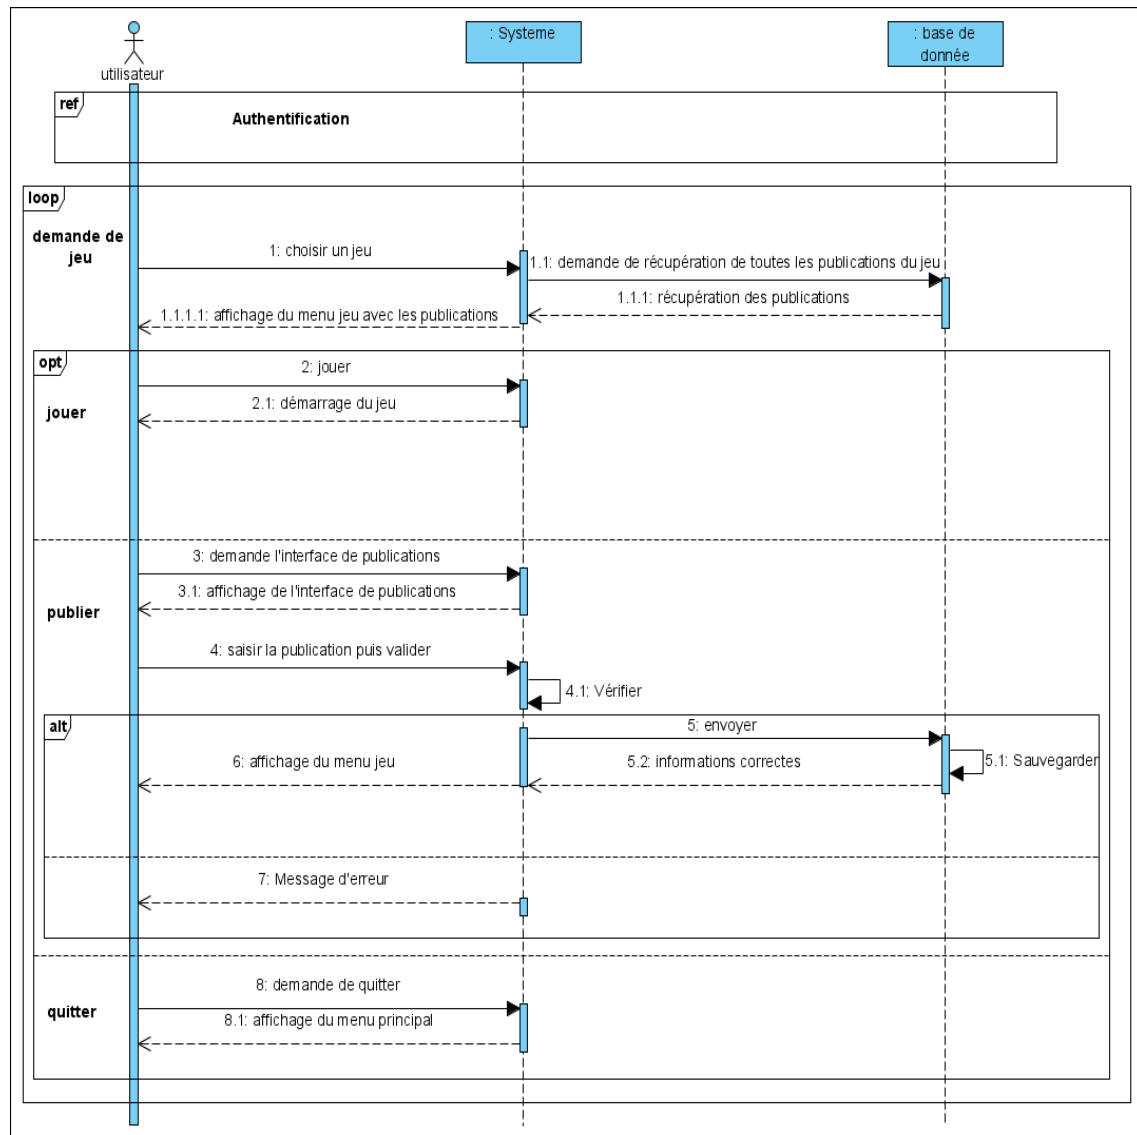 : Systeme
: base de
donnée
utilisateur
ref
Authentification
loop
demande de
jeu
1: choisir un jeu
1.1: demande de récupération de toutes les publications du jeu
1.1.1: récupération des publications
1.1.1.1: affichage du menu jeu avec les publications
opt
2: jouer
jouer
2.1: démarrage du jeu
3: demande l'interface de publications
3.1: affichage de l'interface de publications
publier
4: saisir la publication puis valider
4.1: Vérifier
alt
5: envoyer
6: affichage du menu jeu
5.2: informations correctes
5.1: Sauvegarder
7: Message d'erreur
8: demande de quitter
quitter
8.1: affichage du menu principal